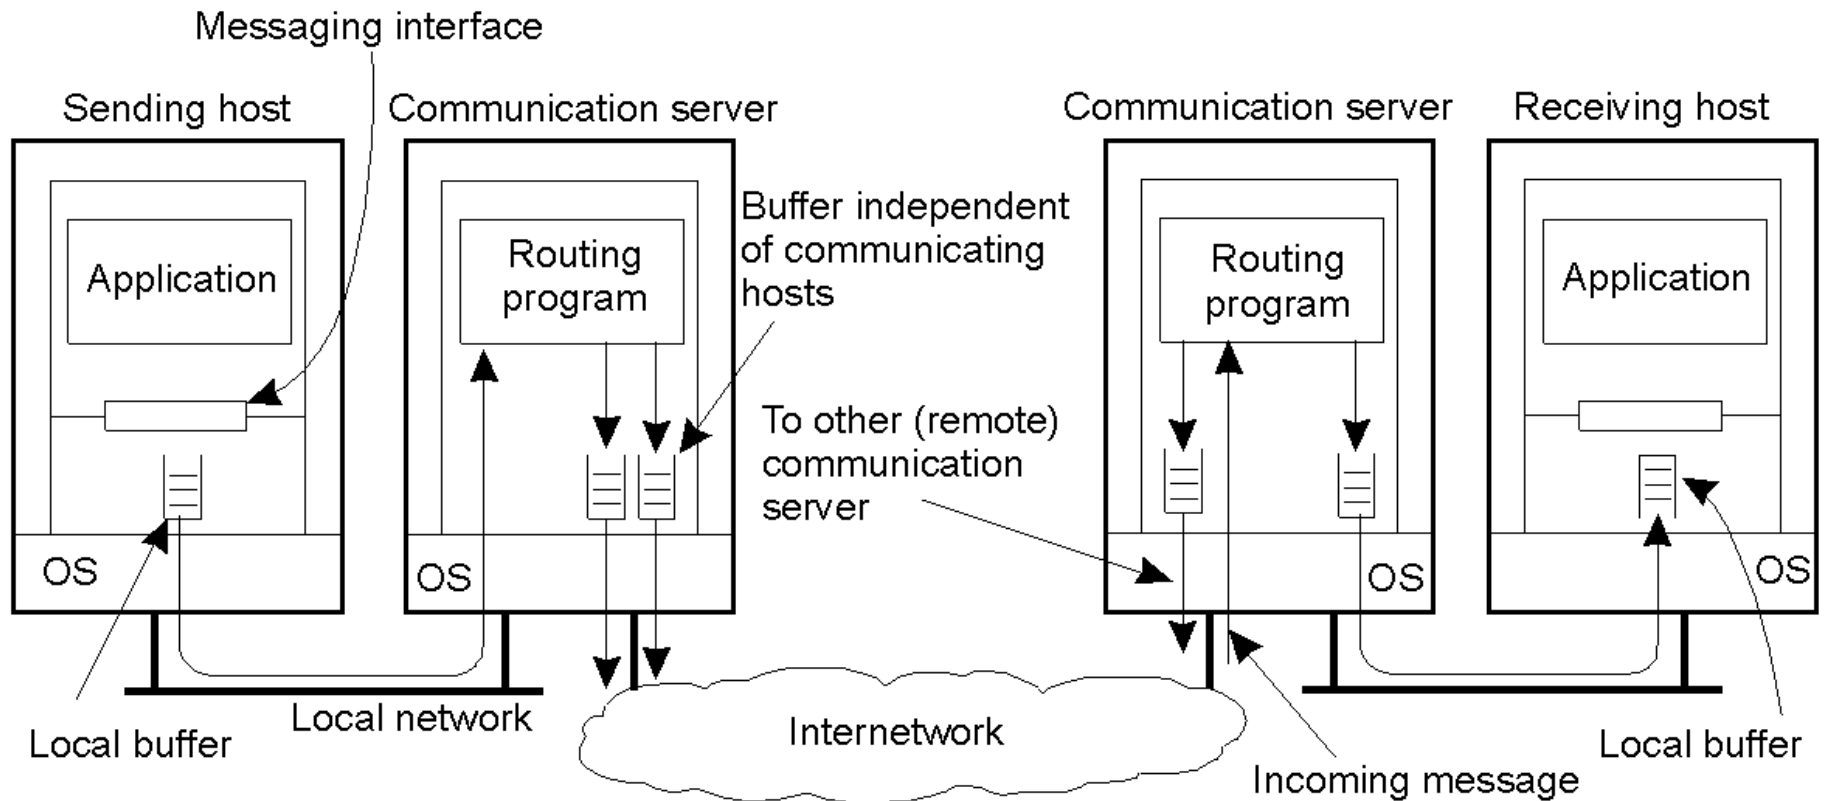 Messaging interface
Sending host
Communication server
Communication server
Receiving host
Buffer independent
of communicating
hosts
Application
Routing
program
Routing
program
Application
To other (remote)
communication
server
OS
OS
OS
OS
Local network
Local buffer
Internetwork
Local buffer
Incoming message